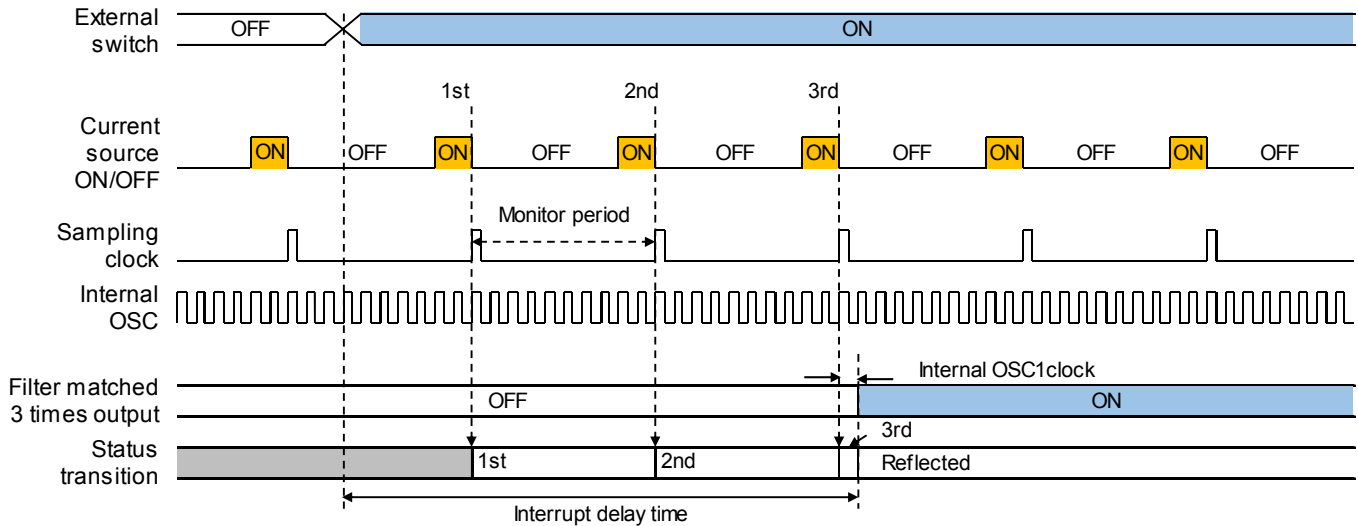 External
switch
OFF
ON
1st
2nd
3rd
Current
source
ON/OFF
ON
OFF
ON
OFF
ON
OFF
ON
OFF
ON
OFF
ON
OFF
Sampling
clock
Monitor period
Internal
OSC
Filter matched
3 times output
OFF
Internal OSC1clock
ON
Status
transition
1st
2nd
3rd
Reflected
Interrupt delay time